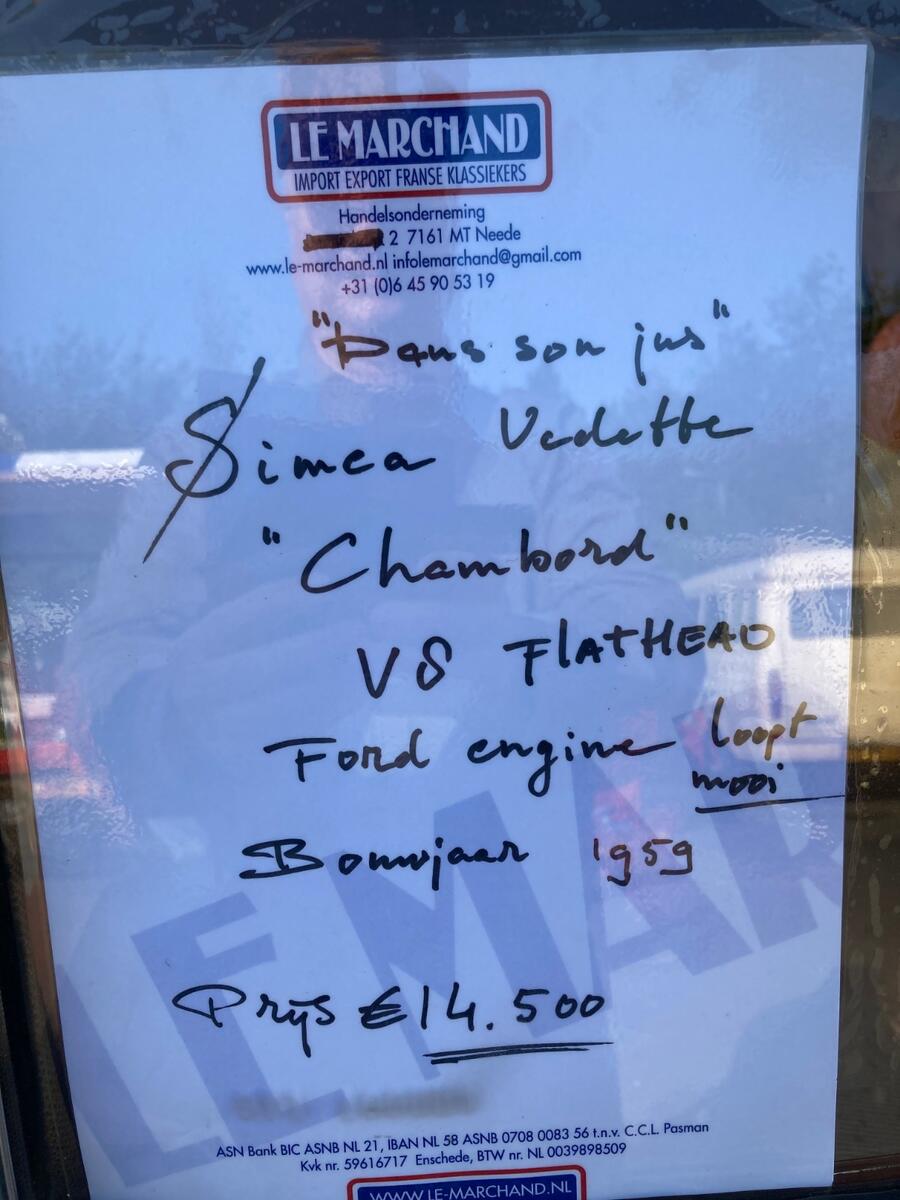 LE MARCHAND
IMPORT EXPORT FRANSE KLASSIEKERS
Handelsonderneming
2 7161 MT Neede
www.le-marchand.nl infolemarchand@gmail.com
+31 (0)6 45 90 53 19
"Dans son jus"
Simca Vedette
"Chambord"
V8 FlATHEAD
Ford engine loopt
mooi
Bouwjaar 1959
Prijs € 14.500
LE MAR
ASN Bank BIC ASNB NL 21, IBAN NL 58 ASNB 0708 0083 56 t.n.v. C.C.L. Pasman
Kvk nr. 59616717 Enschede, BTW nr. NL 0039898509
WWW.LE-MARCHAND.NL